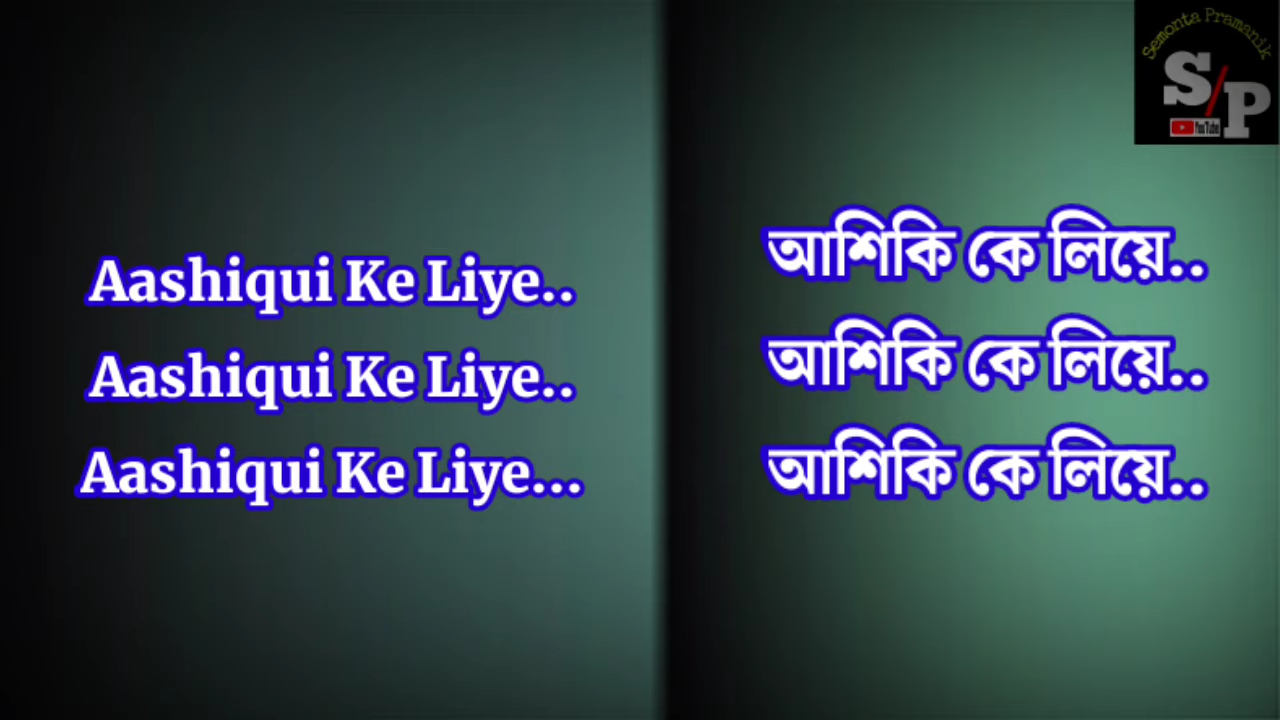 Semonta Pramanik
S/P
YouTube
Aashiqui Ke Liye..
Aashiqui Ke Liye..
Aashiqui Ke Liye...
আশিকি কে লিয়ে..
আশিকি কে লিয়ে..
আশিকি কে লিয়ে..